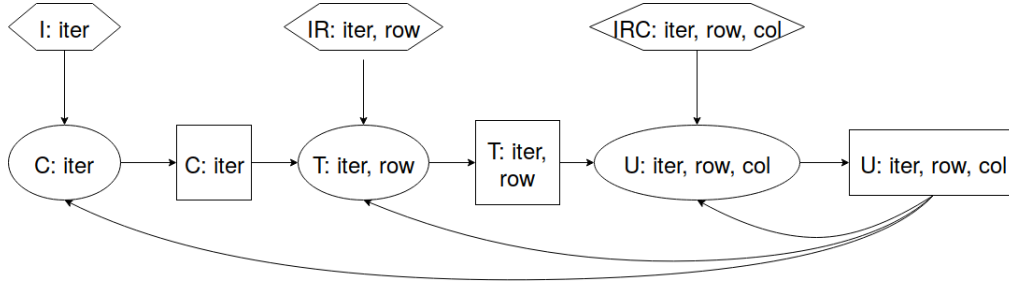 I: iter
IR: iter, row
IRC: iter, row, col
C: iter
C: iter
T: iter, row
T: iter,
row
U: iter, row, col
U: iter, row, col